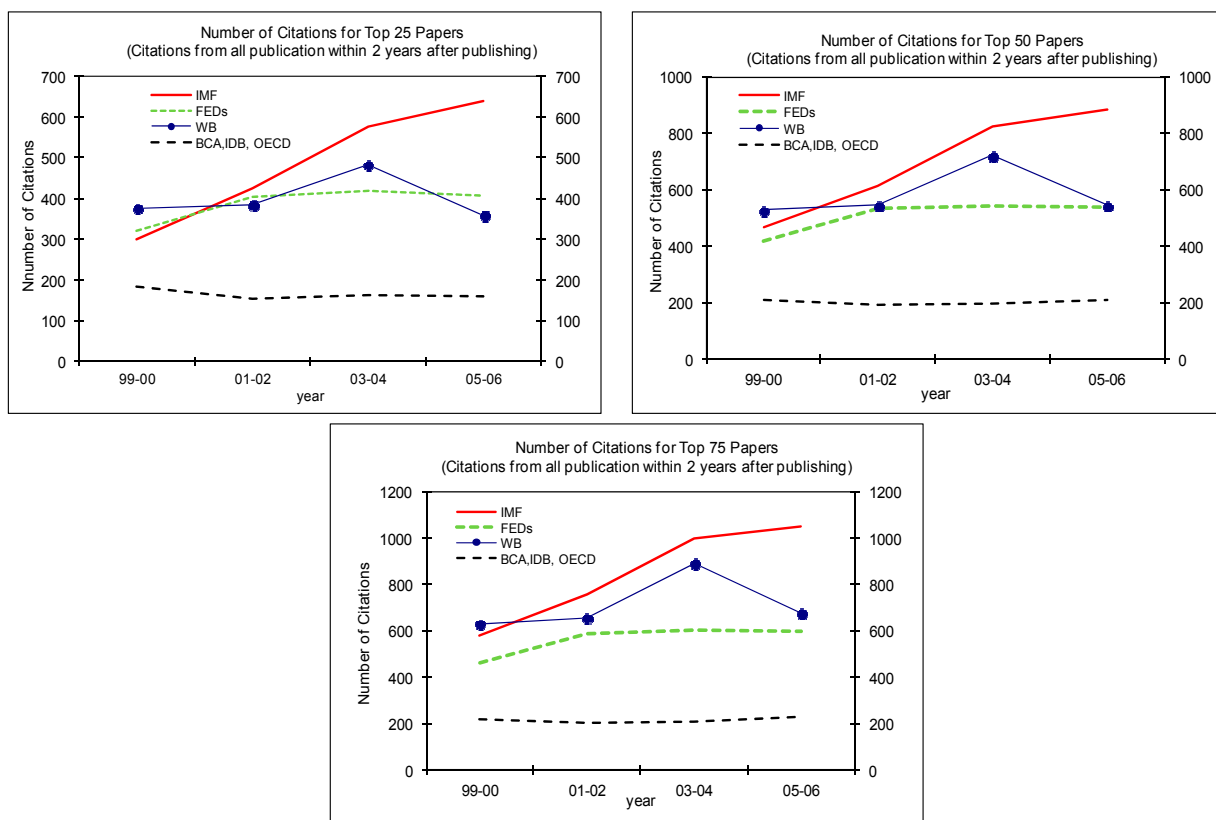 Number of Citations for Top 25 Papers
(Citations from all publication within 2 years after publishing)
700
600
500
400
300
200
100
0
Nnumber of Citations
IMF
FEDs
WB
BCA,IDB, OECD
700
600
500
400
300
200
100
0
99-00 01-02 03-04 05-06
year
Number of Citations for Top 50 Papers
(Citations from all publication within 2 years after publishing)
1000
800
600
400
200
0
Number of Citations
IMF
FEDs
WB
BCA,IDB, OECD
1000
800
600
400
200
0
99-00 01-02 03-04 05-06
year
Number of Citations for Top 75 Papers
(Citations from all publication within 2 years after publishing)
1200
1000
800
600
400
200
0
Number of Citations
IMF
FEDs
WB
BCA,IDB, OECD
1200
1000
800
600
400
200
0
99-00 01-02 03-04 05-06
year